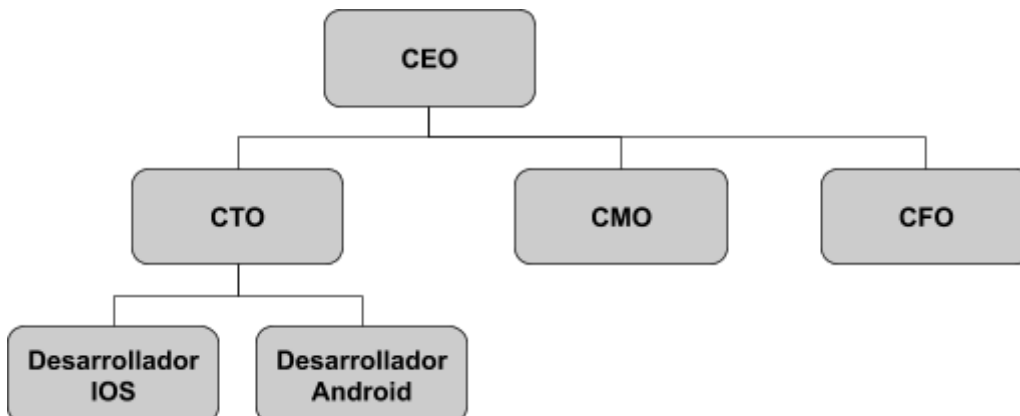 CEO
CTO
CMO
CFO
Desarrollador
IOS
Desarrollador
Android